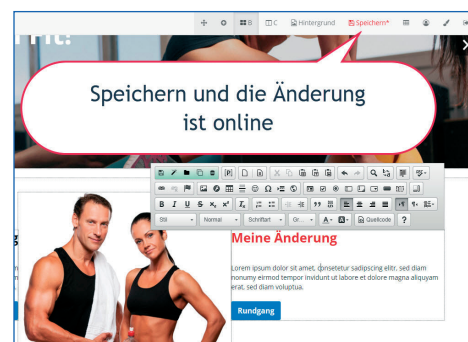 B
C
Hintergrund
Speichern*
Fit!
Speichern und die Änderung
ist online
Stil
Normal
Schriftart
Gr...
Quellcode
Meine Änderung
Lorem ipsum dolor sit amet, consetetur sadipscing elitr, sed diam
nonumy eirmod tempor invidunt ut labore et dolore magna aliquyam
erat, sed diam voluptua.
Rundgang